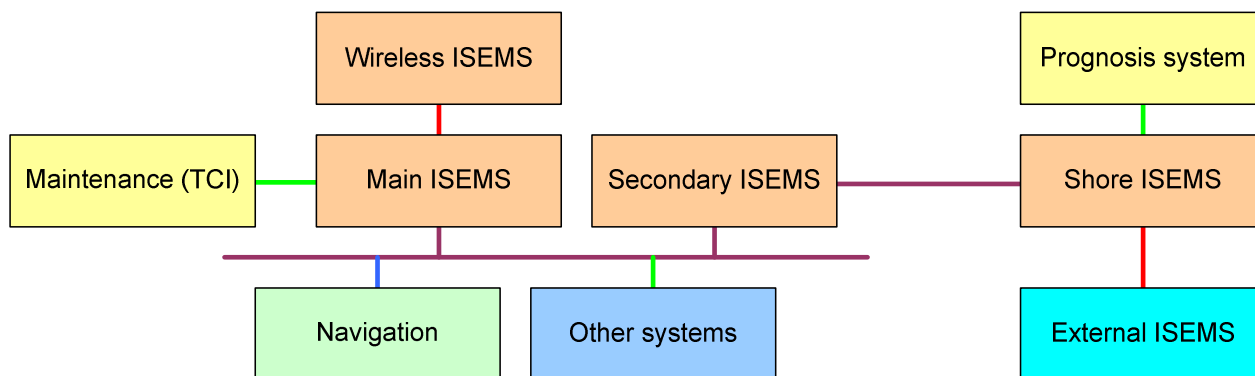 Wireless ISEMS
Prognosis system
Maintenance (TCI)
Main ISEMS
Secondary ISEMS
Shore ISEMS
Navigation
Other systems
External ISEMS